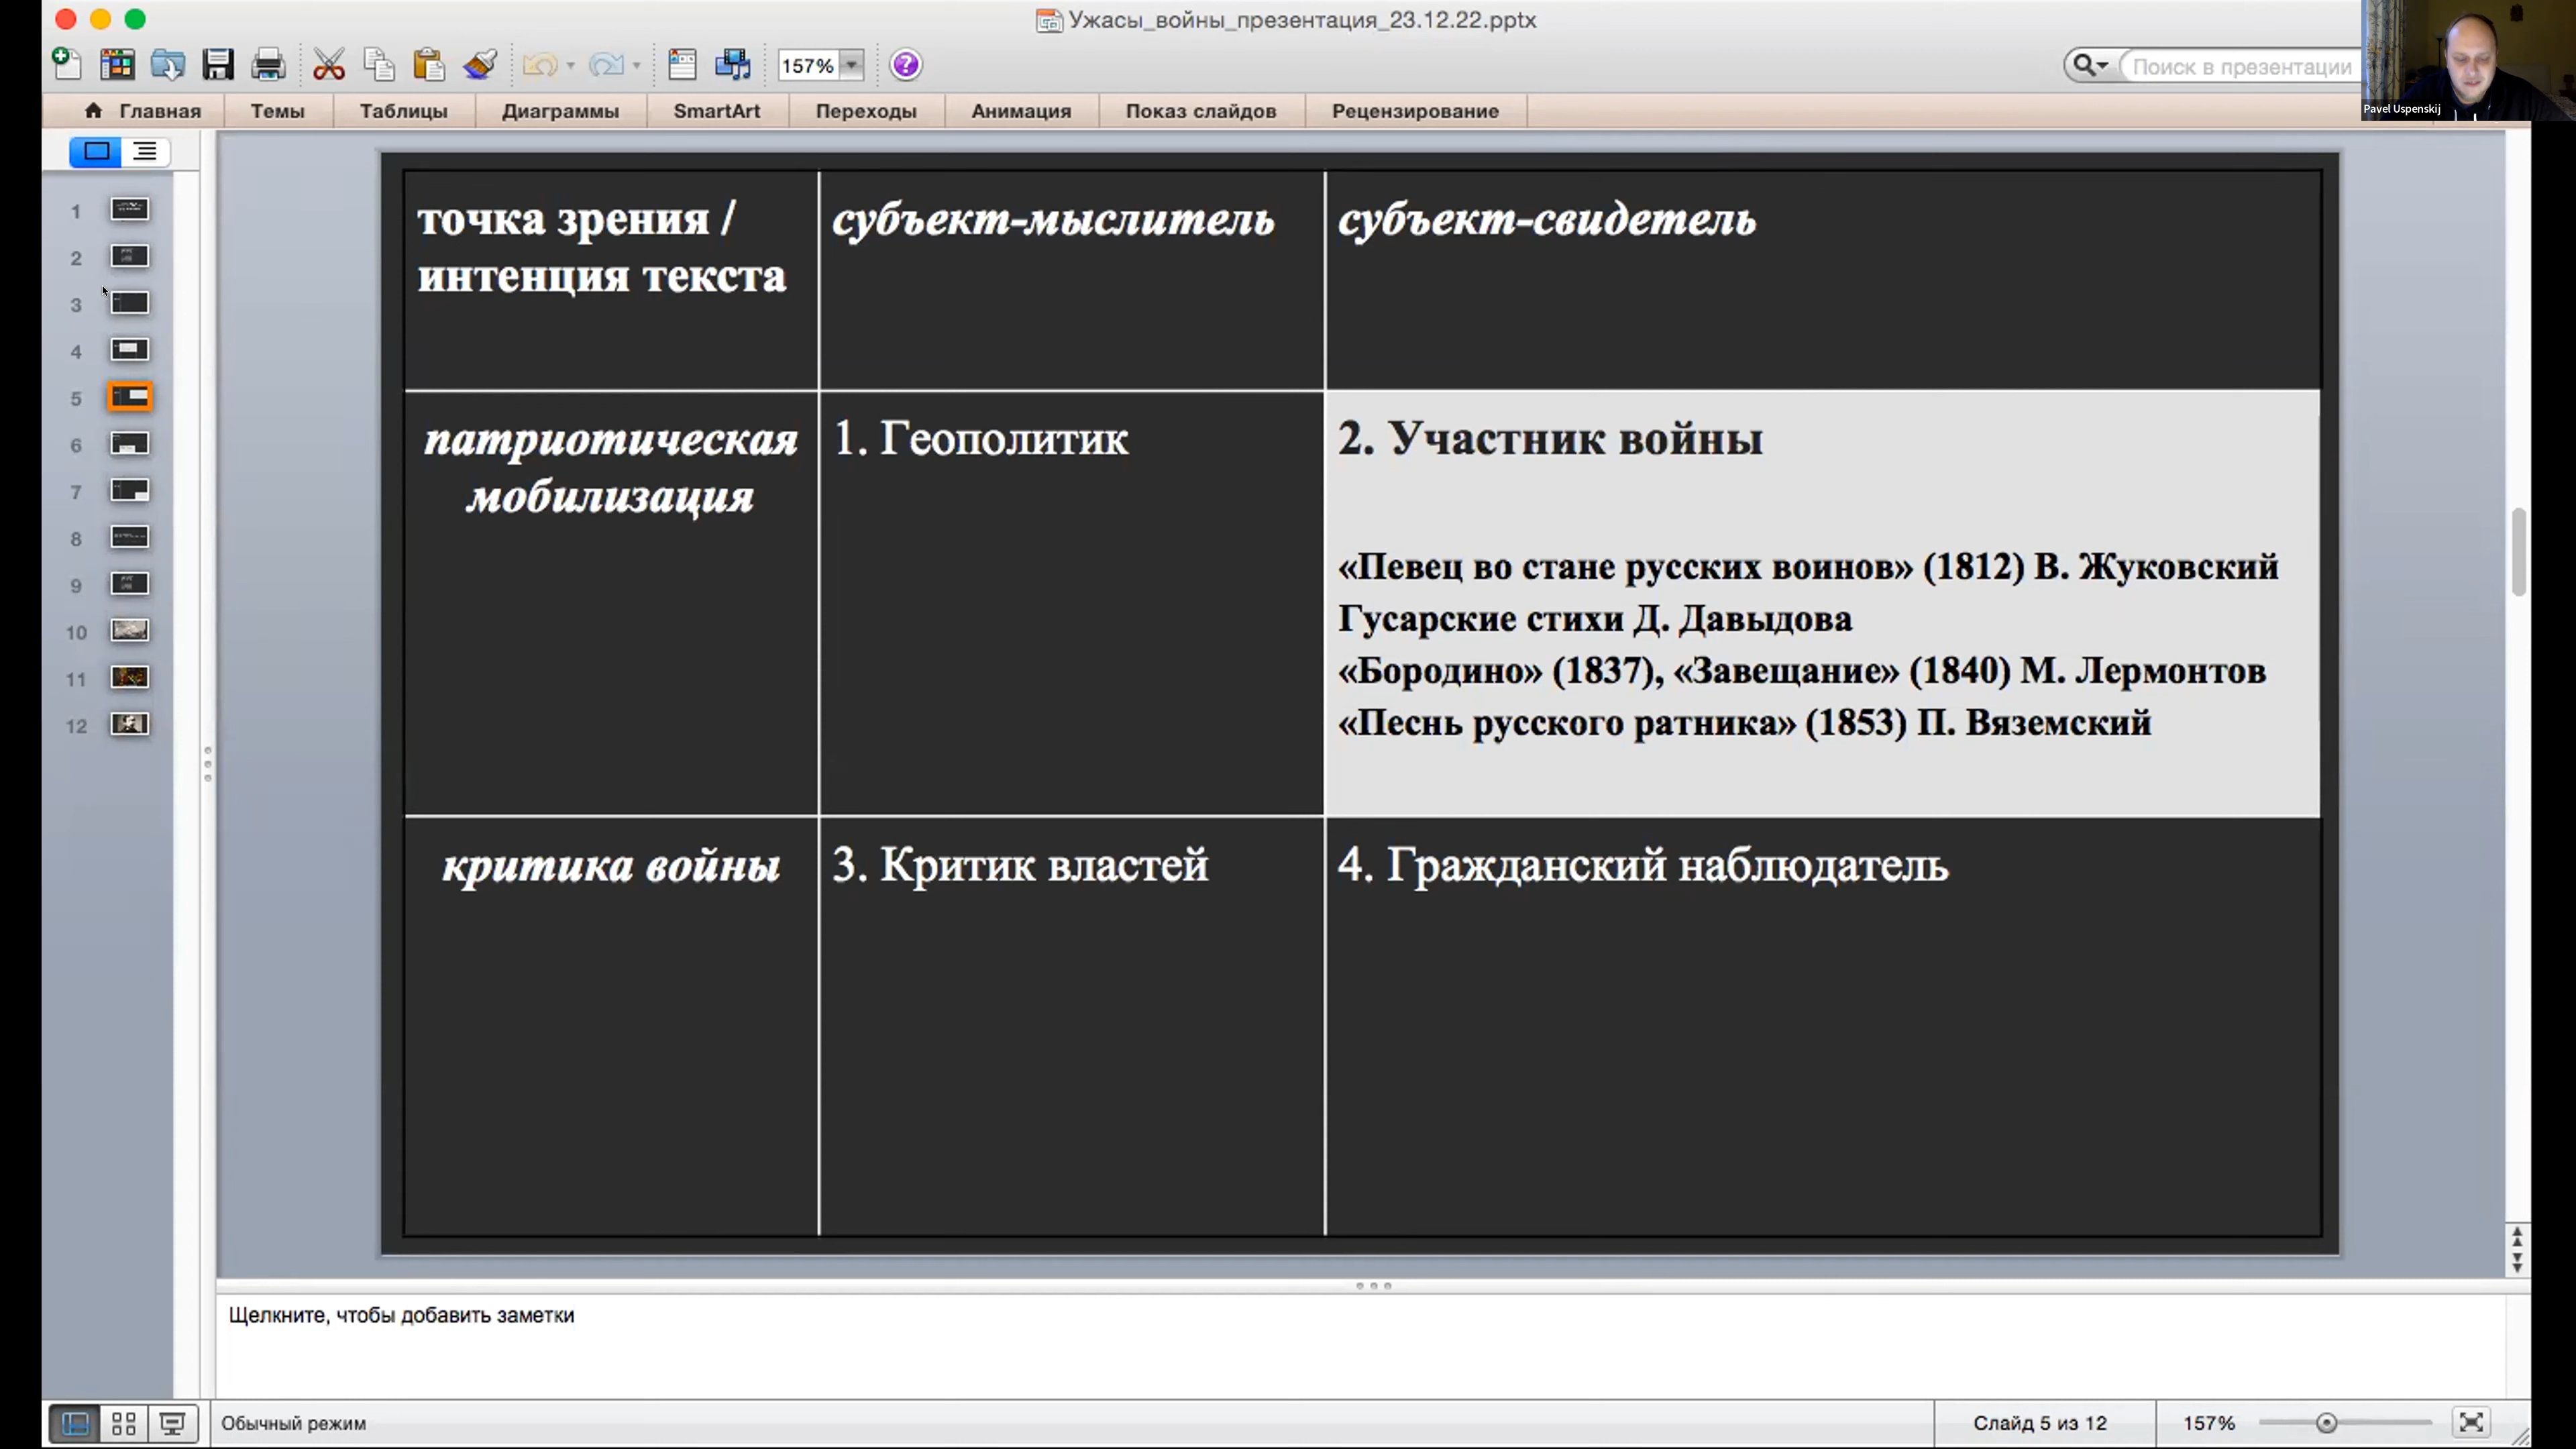 Ужасы_войны_презентация_23.12.22.pptx
157%
Поиск в презентации
Pavel Uspenskij
Главная
Темы
Таблицы
Диаграммы
SmartArt
Переходы
Анимация
Показ слайдов
Рецензирование
1
2
3
4
5
6
7
8
9
10
11
12
точка зрения /
интенция текста
субъект-мыслитель
субъект-свидетель
патриотическая
мобилизация
1. Геополитик
2. Участник войны
«Певец во стане русских воинов» (1812) В. Жуковский
Гусарские стихи Д. Давыдова
«Бородино» (1837), «Завещание» (1840) М. Лермонтов
«Песнь русского ратника» (1853) П. Вяземский
критика войны
3. Критик властей
4. Гражданский наблюдатель
Щелкните, чтобы добавить заметки
Обычный режим
Слайд 5 из 12
157%